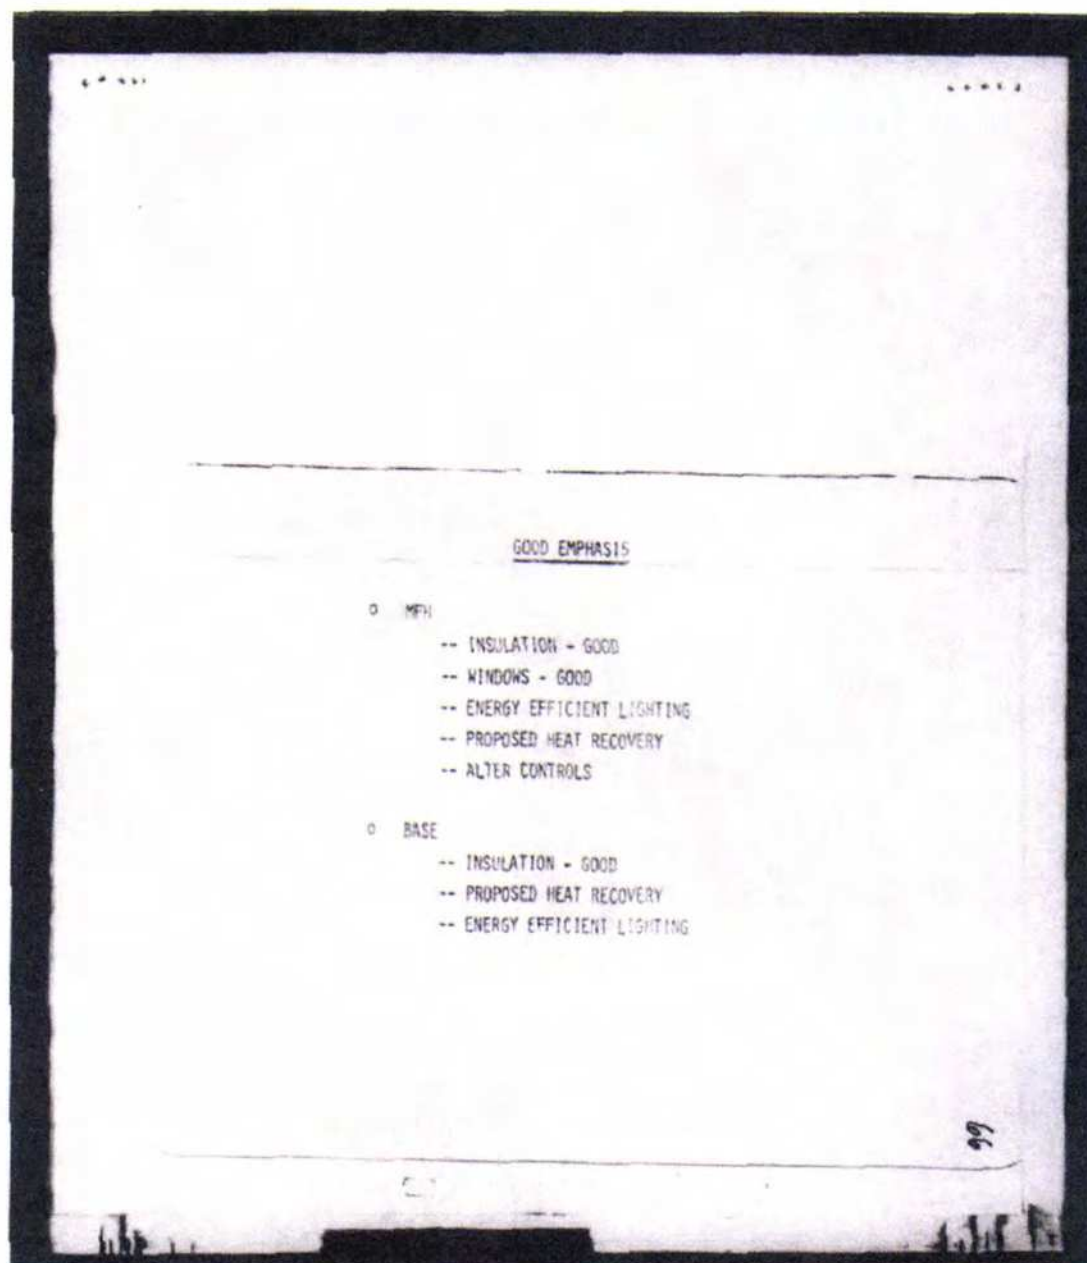 GOOD EMPHASIS
o MFH
-- INSULATION - GOOD
-- WINDOWS - GOOD
-- ENERGY EFFICIENT LIGHTING
-- PROPOSED HEAT RECOVERY
-- ALTER CONTROLS
o BASE
-- INSULATION - GOOD
-- PROPOSED HEAT RECOVERY
-- ENERGY EFFICIENT LIGHTING